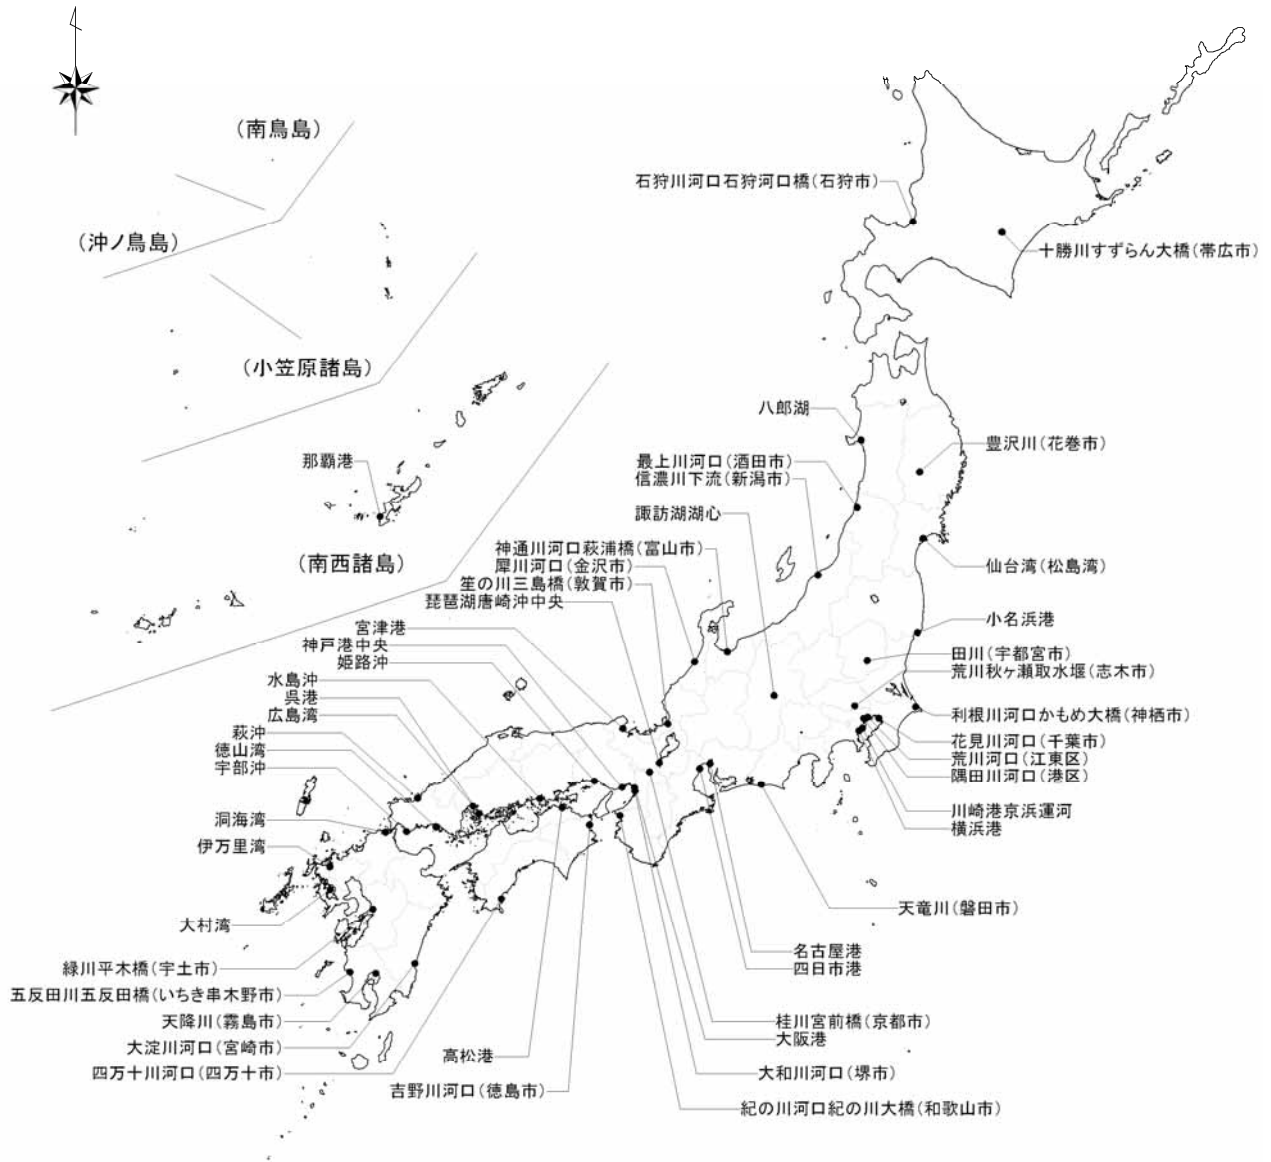 (南鳥島)
石狩川河口石狩河口橋(石狩市)
(沖ノ鳥島)
十勝川すずらん大橋(帯広市)
(小笠原諸島)
八郎湖
豊沢川(花巻市)
那覇港
最上川河口(酒田市)
信濃川下流(新潟市)
諏訪湖湖心
神通川河口萩浦橋(富山市)
(南西諸島)
犀川河口(金沢市)
仙台湾(松島湾)
笙の川三島橋(敦賀市)
琵琶湖唐崎沖中央
宮津港
小名浜港
神戸港中央
田川(宇都宮市)
姫路沖
荒川秋ヶ瀬取水堰(志木市)
水島沖
呉港
広島湾
利根川河口かもめ大橋(神栖市)
萩沖
花見川河口(千葉市)
徳山湾
荒川河口(江東区)
宇部沖
隅田川河口(港区)
川崎港京浜運河
洞海湾
横浜港
伊万里湾
天竜川(磐田市)
大村湾
名古屋港
緑川平木橋(宇土市)
四日市港
五反田川五反田橋(いちき串木野市)
天降川(霧島市)
桂川宮前橋(京都市)
大阪港
大淀川河口(宮崎市)
高松港
四万十川河口(四万十市)
大和川河口(堺市)
吉野川河口(徳島市)
紀の川河口紀の川大橋(和歌山市)